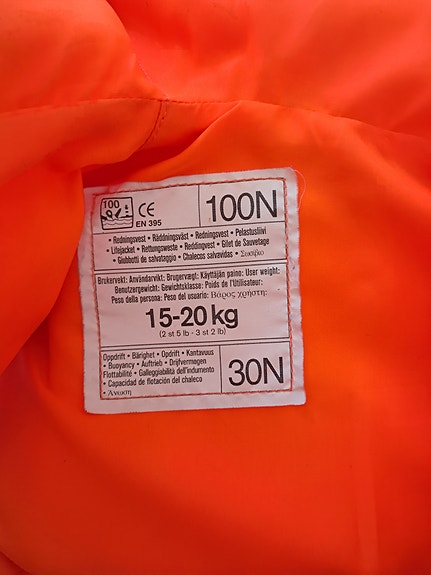 100
CE
EN 395
100N
• Redningsvest • Räddningsväst • Redningsvest • Pelastusliivi
• Lifejacket • Rettungsweste • Reddingvest • Gilet de Sauvetage
• Giobbotti de salvataggio • Chalecos salvavidas • Σωσίβιο
Brukervekt: Användarvikt: Brugervægt: Käyttäjän paino: User weight:
Benutzergewicht: Gewichtsklasse: Poids de l'Utilisateur:
Peso della persona: Peso del usuario: Βάρος χρήστη:
15-20 kg
(2 st 5 lb - 3 st 2 lb)
Oppdrift • Bärighet • Opdrift • Kantavuus
• Buoyancy • Auftrieb • Drijfvermogen
Flottabilité • Galleggiabilità dell'indumento
• Capacidad de flotación del chaleco
• Άνωση
30N